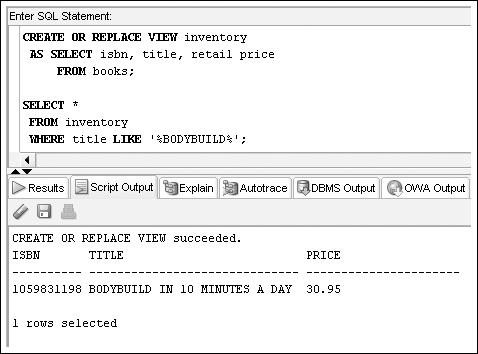 Enter SQL Statement:
CREATE OR REPLACE VIEW inventory
AS SELECT isbn, title, retail price
FROM books;
SELECT *
FROM inventory
WHERE title LIKE '%BODYBUILD%';
Results Script Output Explain Autotrace DBMS Output OWA Output
CREATE OR REPLACE VIEW succeeded.
ISBN TITLE PRICE
---------- ------------------------------ ----------------------
1059831198 BODYBUILD IN 10 MINUTES A DAY 30.95
1 rows selected